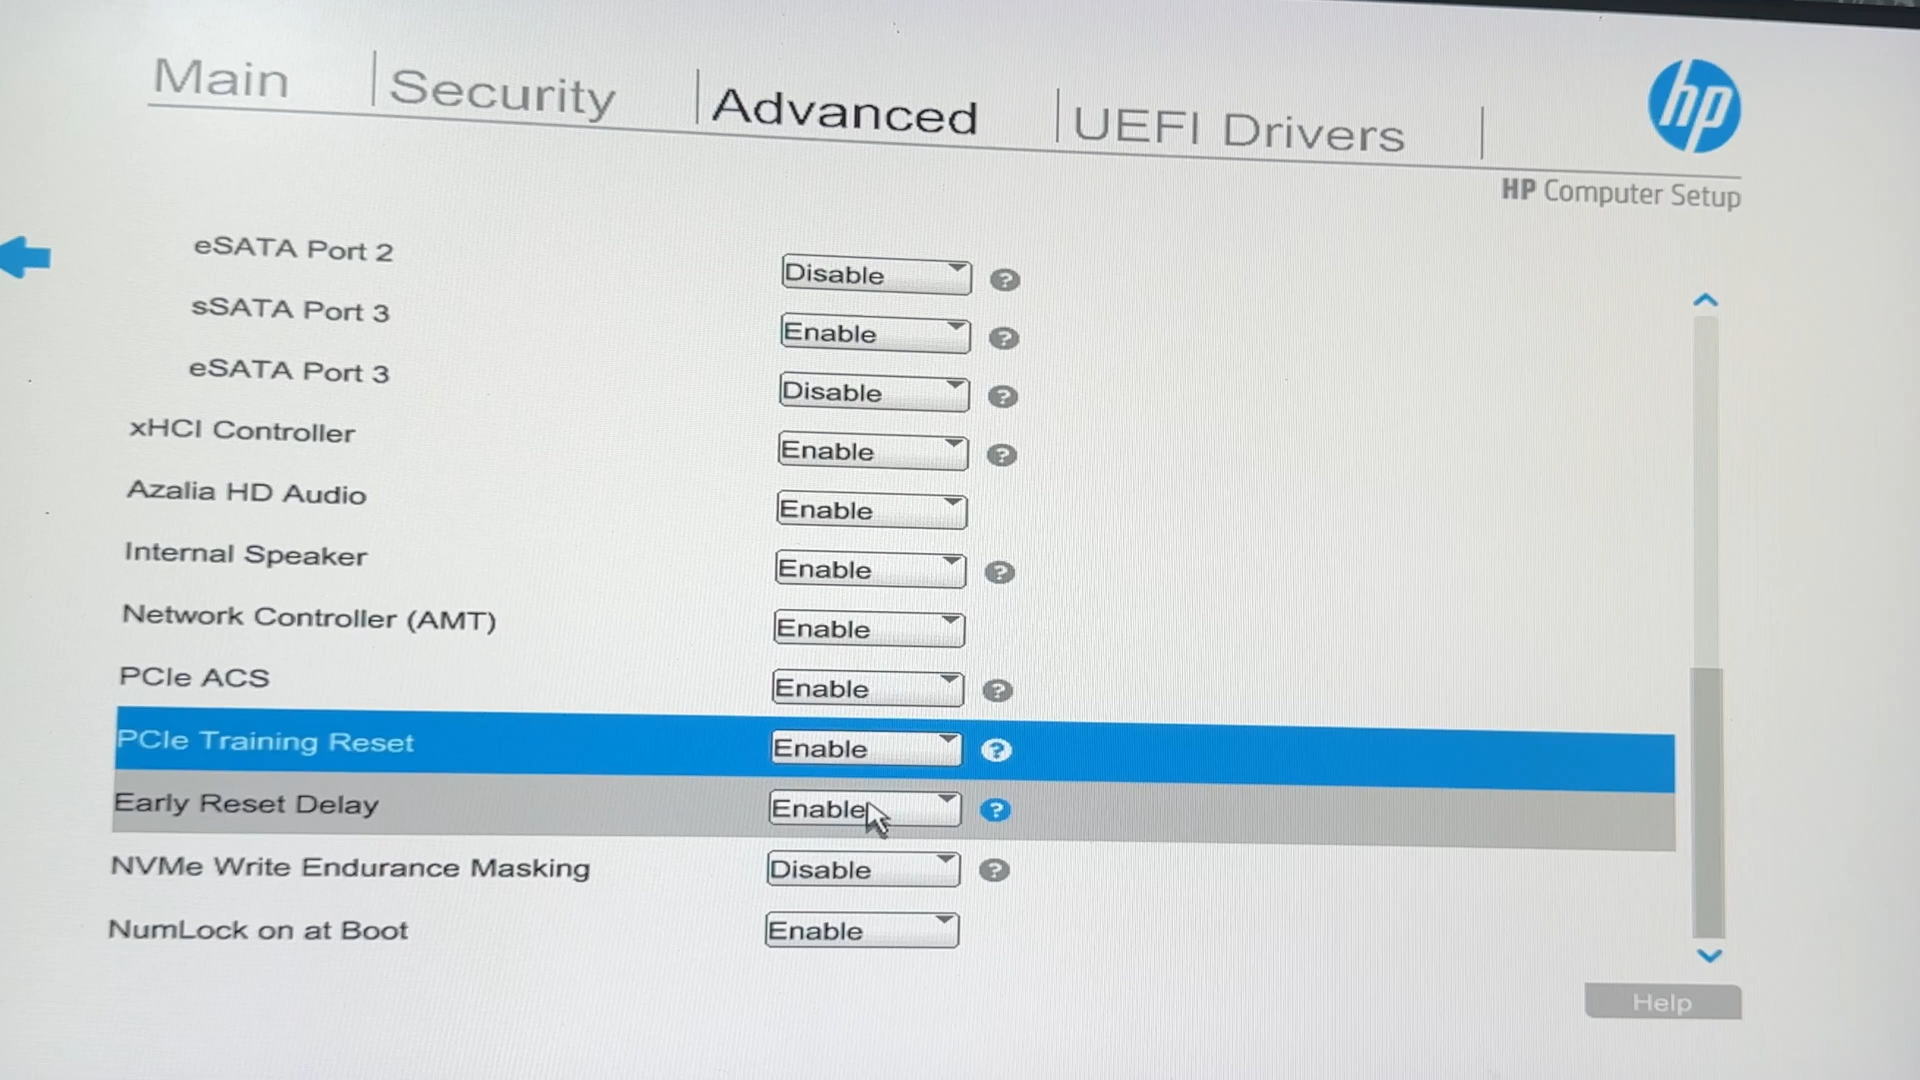 Main
Security
Advanced
UEFI Drivers
hp
HP Computer Setup
eSATA Port 2 Disable ?
sSATA Port 3 Enable ?
eSATA Port 3 Disable ?
xHCI Controller Enable ?
Azalia HD Audio Enable
Internal Speaker Enable ?
Network Controller (AMT) Enable
PCIe ACS Enable ?
PCIe Training Reset Enable ?
Early Reset Delay Enable ?
NVMe Write Endurance Masking Disable ?
NumLock on at Boot Enable
Help